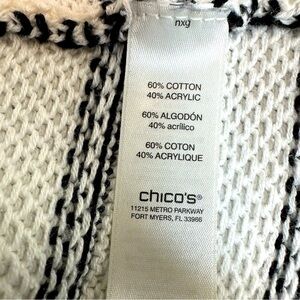 nxg
60% COTTON
40% ACRYLIC
60% ALGODÓN
40% acrílico
60% COTON
40% ACRYLIQUE
chico's®
11215 METRO PARKWAY
FORT MYERS, FL 33966